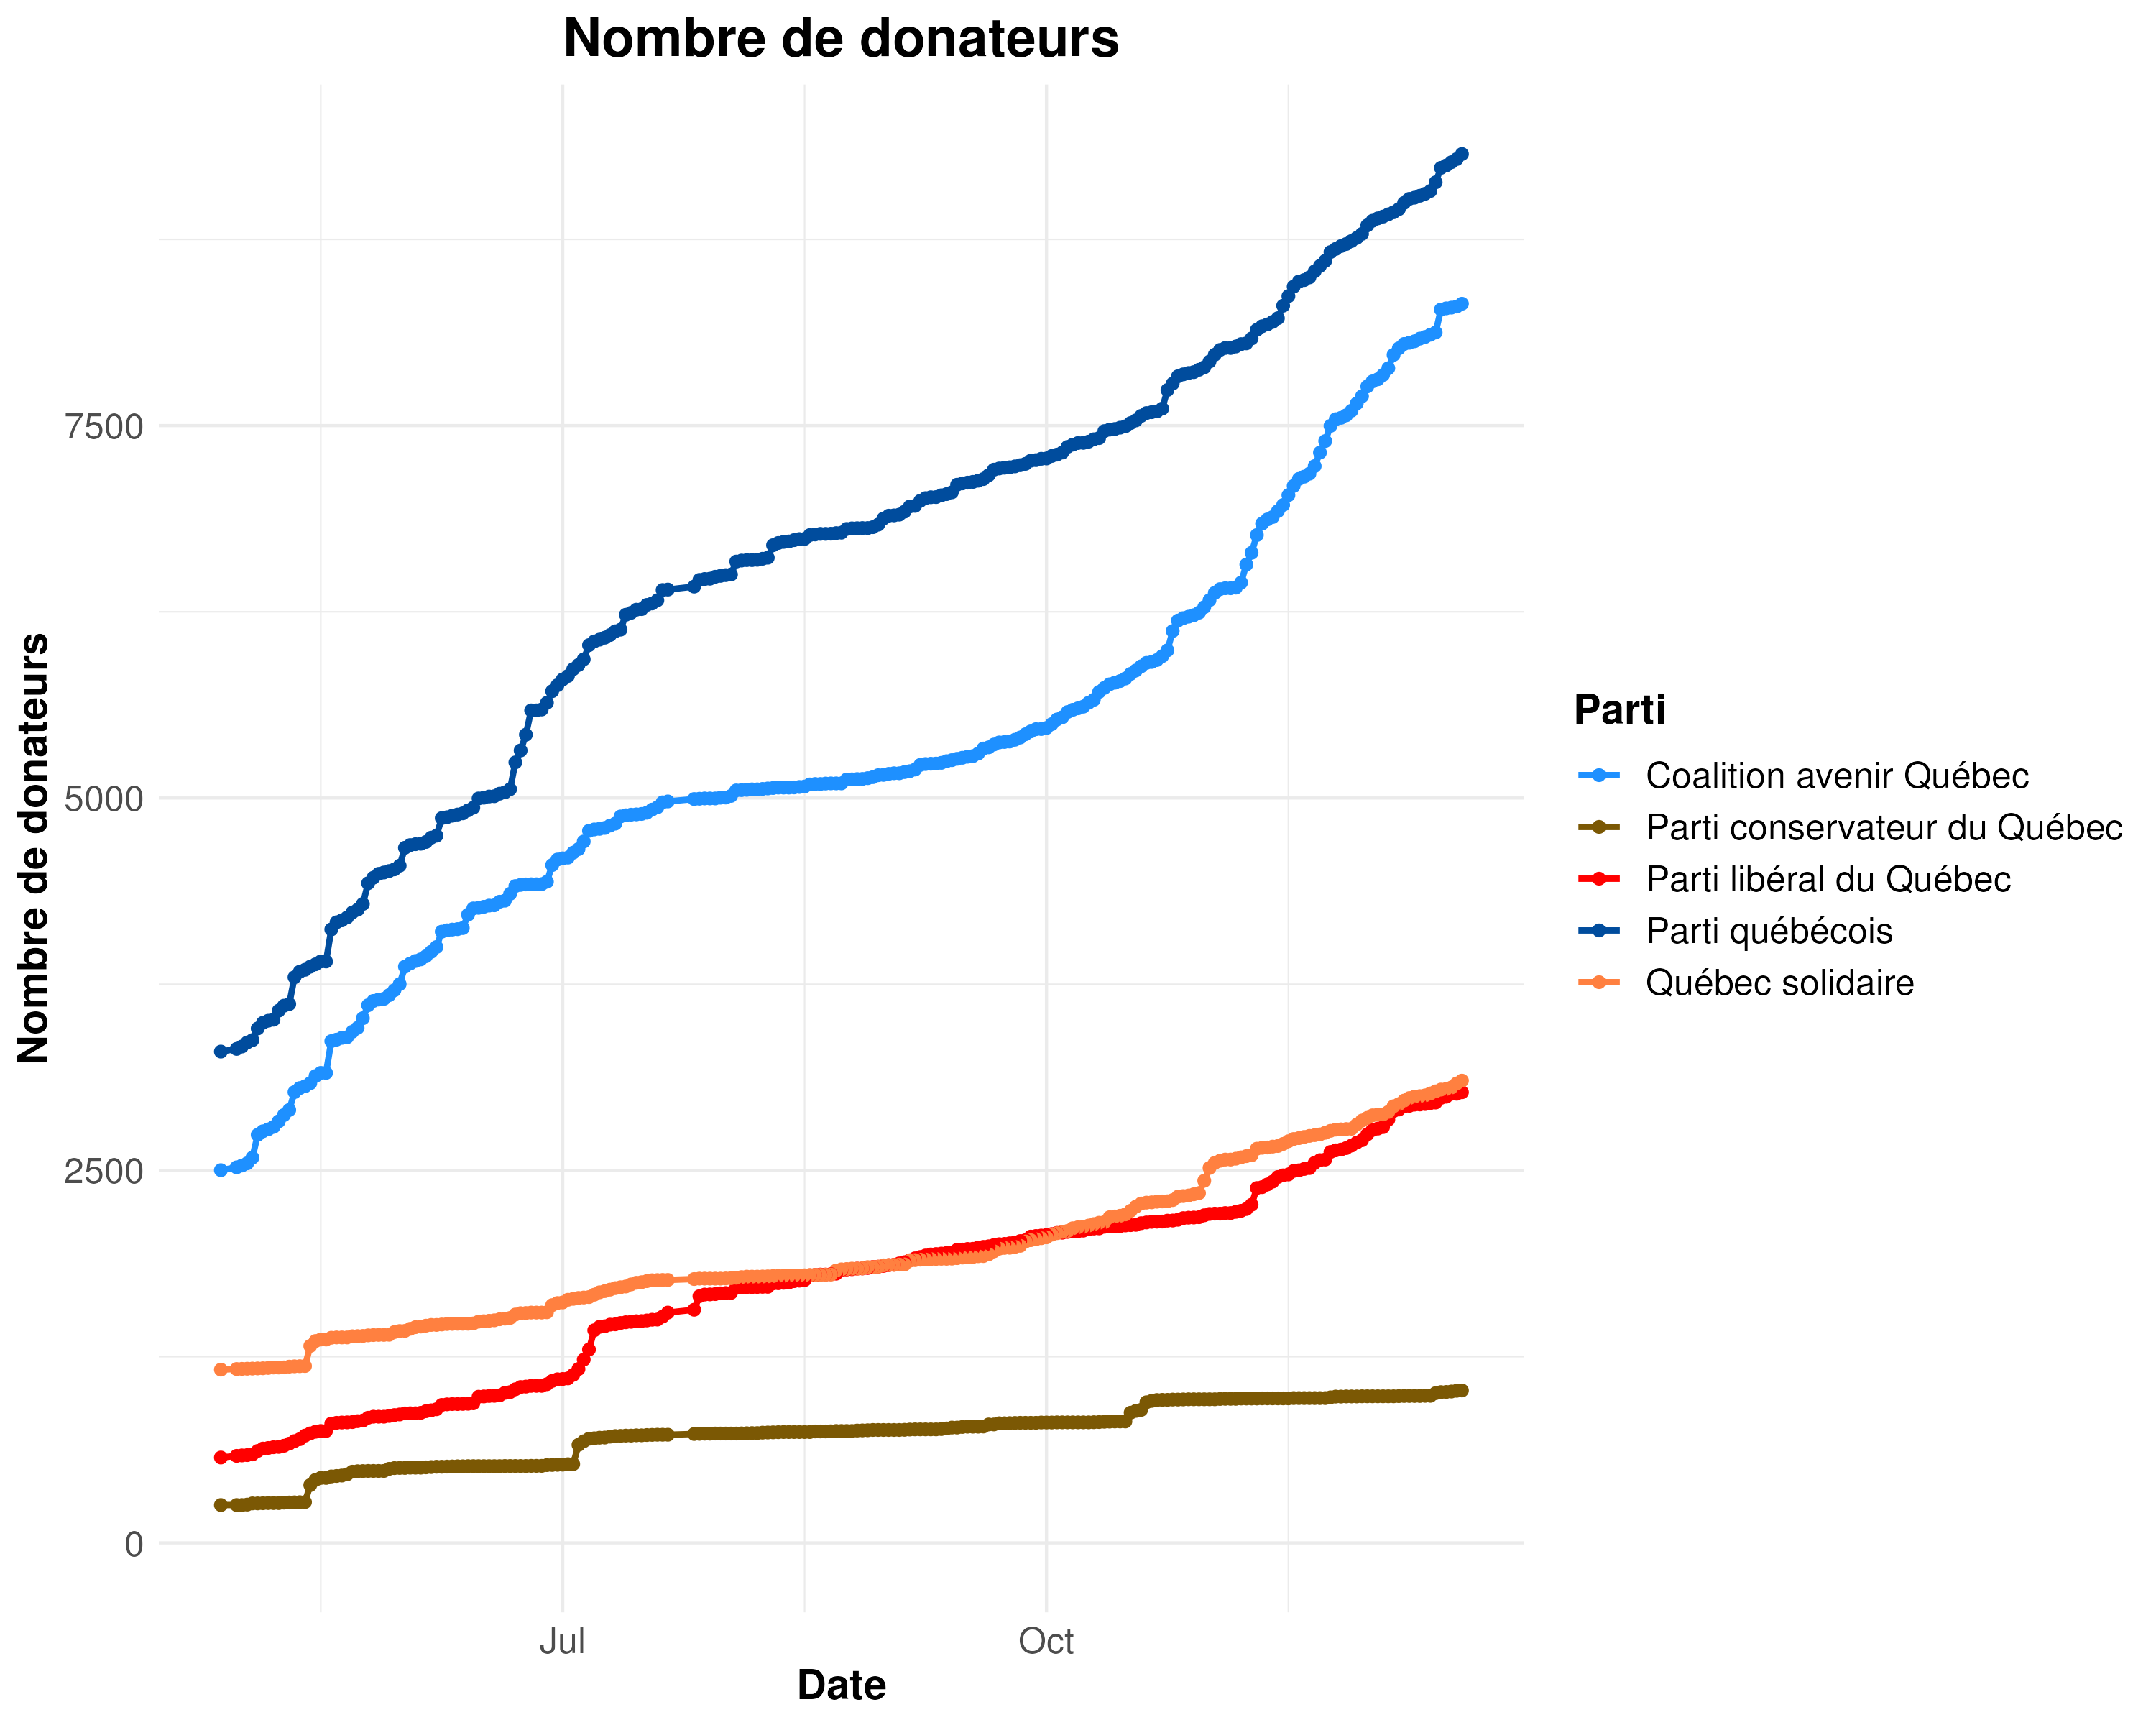 Nombre de donateurs
Nombre de donateurs
7500
5000
2500
0
Jul
Oct
Date
Parti
Coalition avenir Québec
Parti conservateur du Québec
Parti libéral du Québec
Parti québécois
Québec solidaire